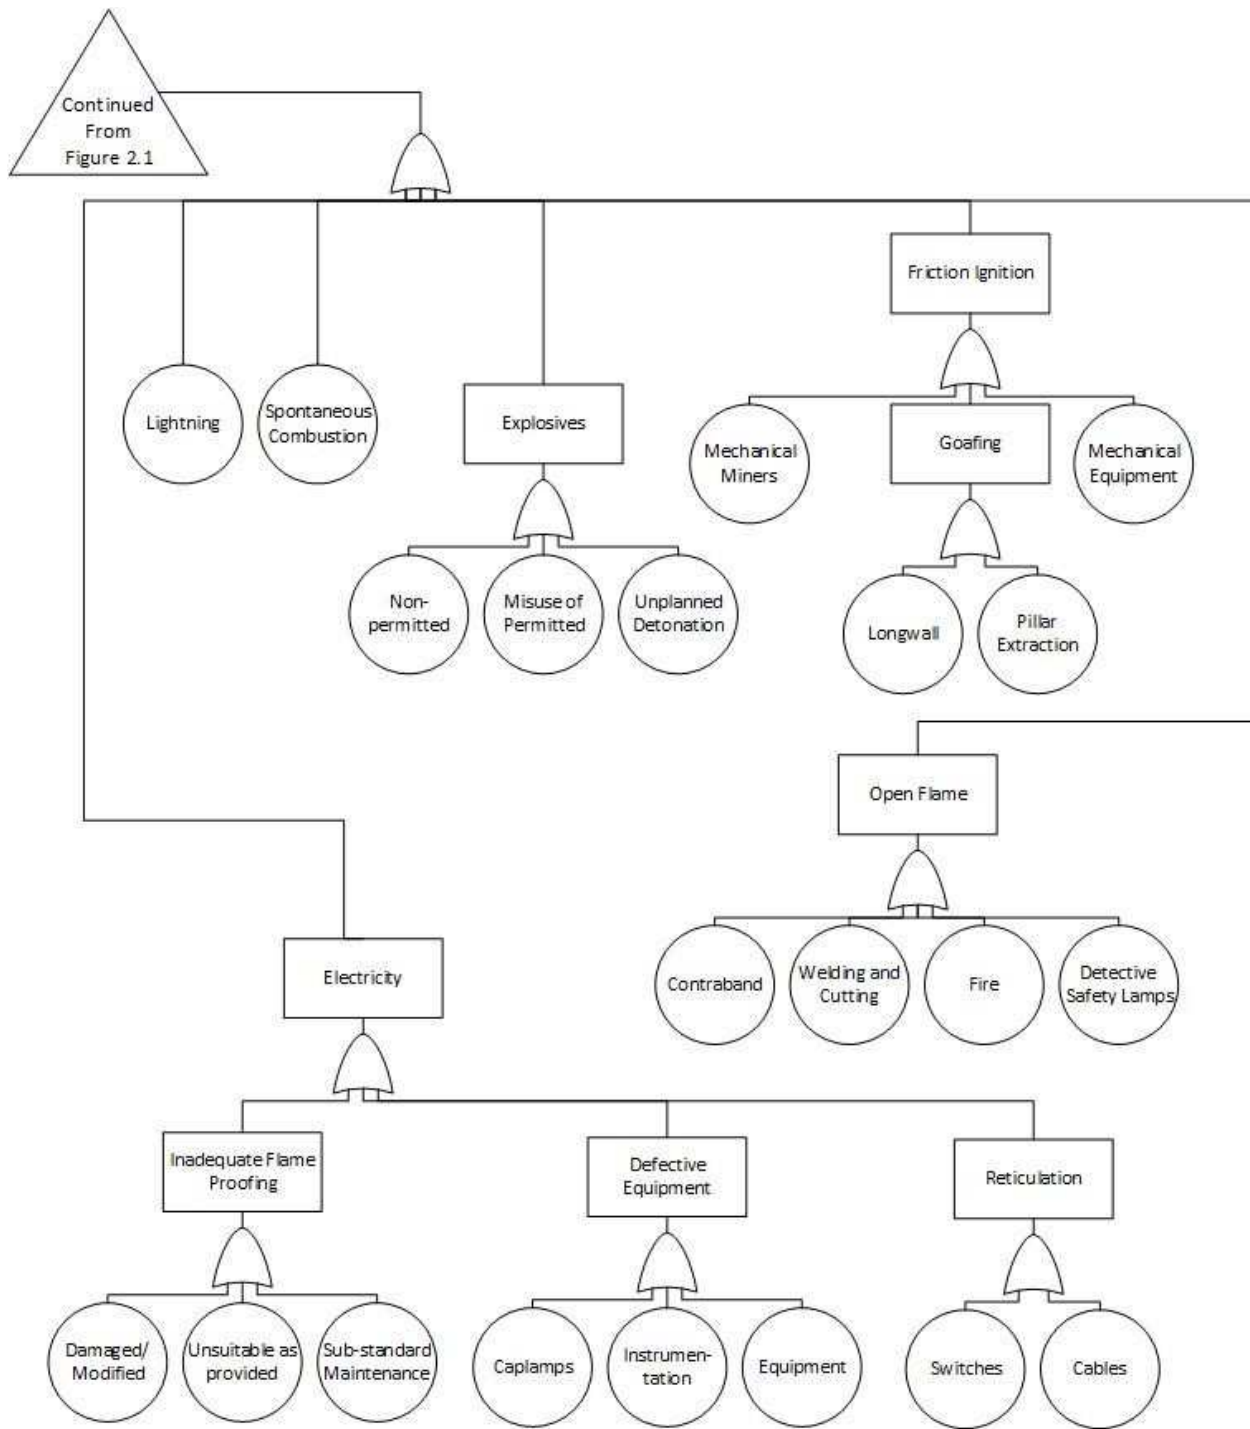 Continued
From
Figure 2.1
Friction Ignition
Lightning
Spontaneous
Combustion
Explosives
Mechanical
Miners
Goafing
Mechanical
Equipment
Non-
permitted
Misuse of
Permitted
Unplanned
Detonation
Longwall
Pillar
Extraction
Open Flame
Electricity
Contraband
Welding and
Cutting
Fire
Detective
Safety Lamps
Inadequate Flame
Proofing
Defective
Equipment
Reticulation
Damaged/
Modified
Unsuitable as
provided
Sub-standard
Maintenance
Caplamps
Instrumen-
tation
Equipment
Switches
Cables